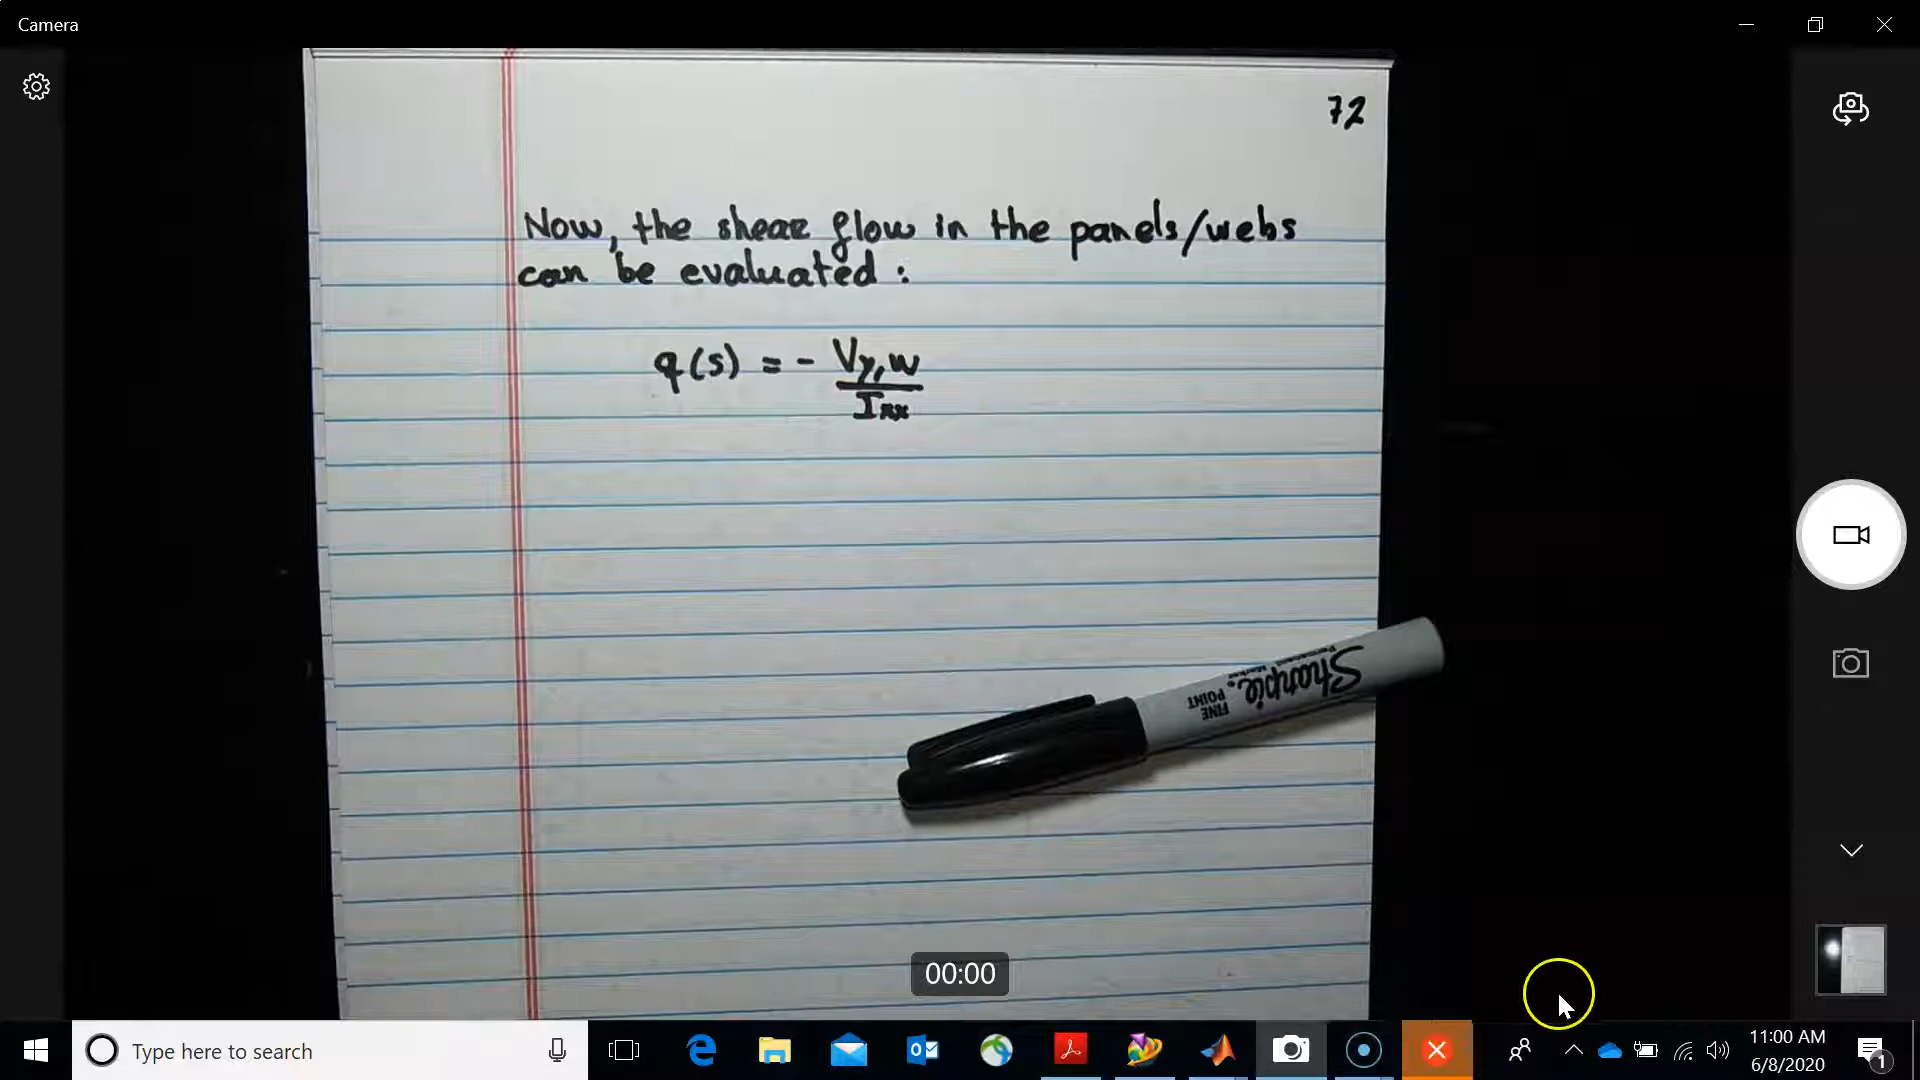 Camera
72
Now, the shear flow in the panels/webs
can be evaluated:
q(s) = - Vy,w / Ixx
Sharpie.
FINE
POINT
00:00
Type here to search
11:00 AM
6/8/2020
1